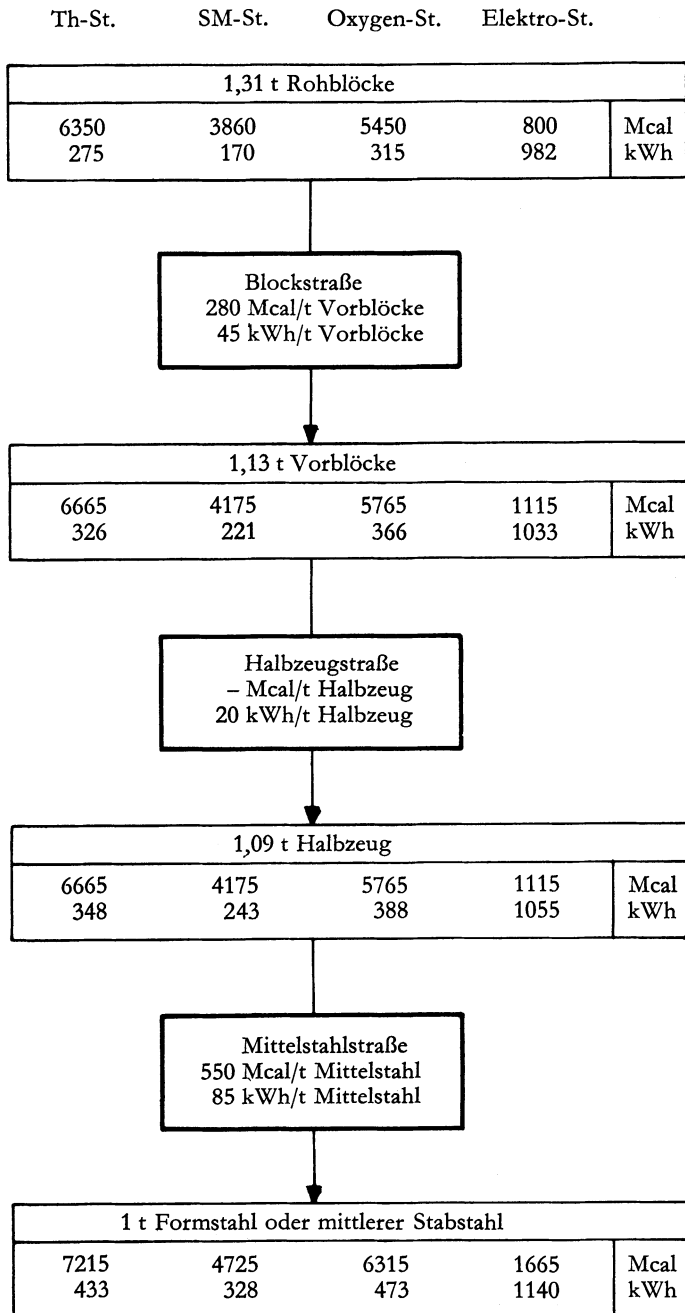 Th-St. SM-St. Oxygen-St. Elektro-St.
1,31 t Rohblöcke
6350 3860 5450 800 Mcal
275 170 315 982 kWh
Blockstraße
280 Mcal/t Vorblöcke
45 kWh/t Vorblöcke
1,13 t Vorblöcke
6665 4175 5765 1115 Mcal
326 221 366 1033 kWh
Halbzeugstraße
– Mcal/t Halbzeug
20 kWh/t Halbzeug
1,09 t Halbzeug
6665 4175 5765 1115 Mcal
348 243 388 1055 kWh
Mittelstahlstraße
550 Mcal/t Mittelstahl
85 kWh/t Mittelstahl
1 t Formstahl oder mittlerer Stabstahl
7215 4725 6315 1665 Mcal
433 328 473 1140 kWh